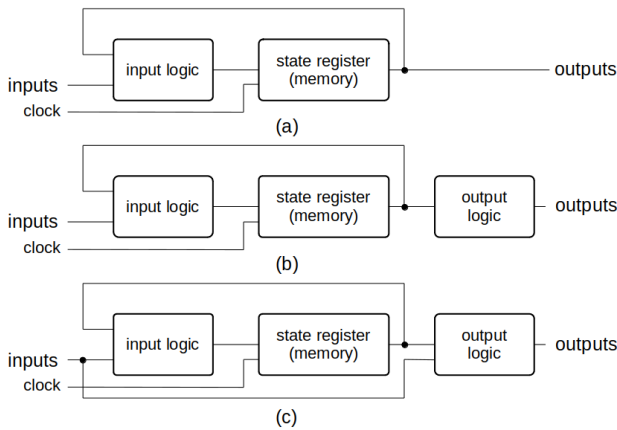 input logic
state register
(memory)
outputs
inputs
clock
(a)
input logic
state register
(memory)
output
logic
outputs
inputs
clock
(b)
input logic
state register
(memory)
output
logic
outputs
inputs
clock
(c)